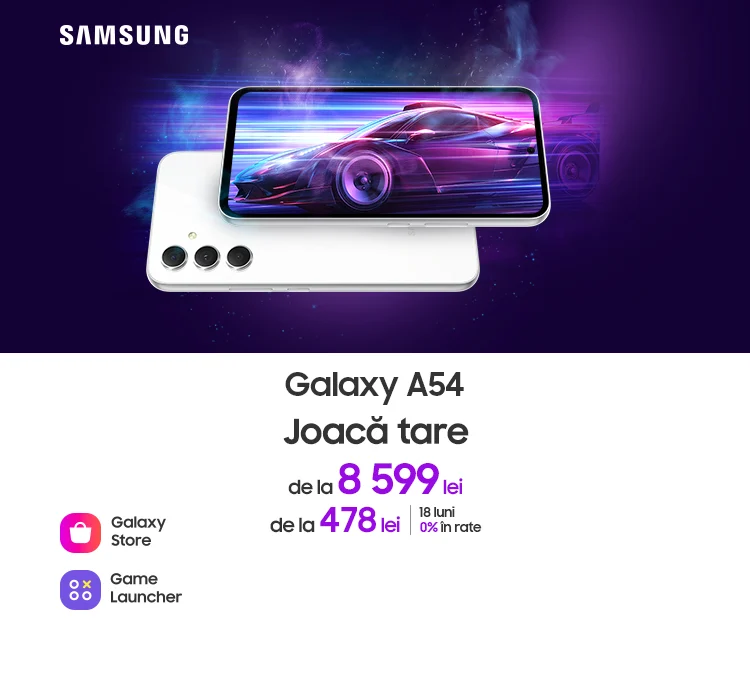 SAMSUNG
Galaxy A54
Joacă tare
de la 8 599 lei
de la 478 lei
18 luni
0% în rate
Galaxy
Store
Game
Launcher